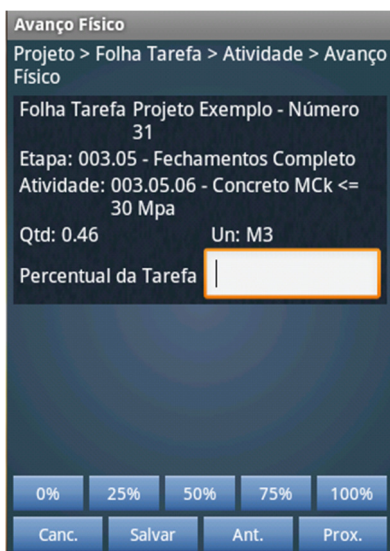 Avanço Físico
Projeto > Folha Tarefa > Atividade > Avanço
Físico
Folha Tarefa Projeto Exemplo - Número
31
Etapa: 003.05 - Fechamentos Completo
Atividade: 003.05.06 - Concreto MCk <=
30 Mpa
Qtd: 0.46 Un: M3
Percentual da Tarefa
0% 25% 50% 75% 100%
Canc. Salvar Ant. Prox.